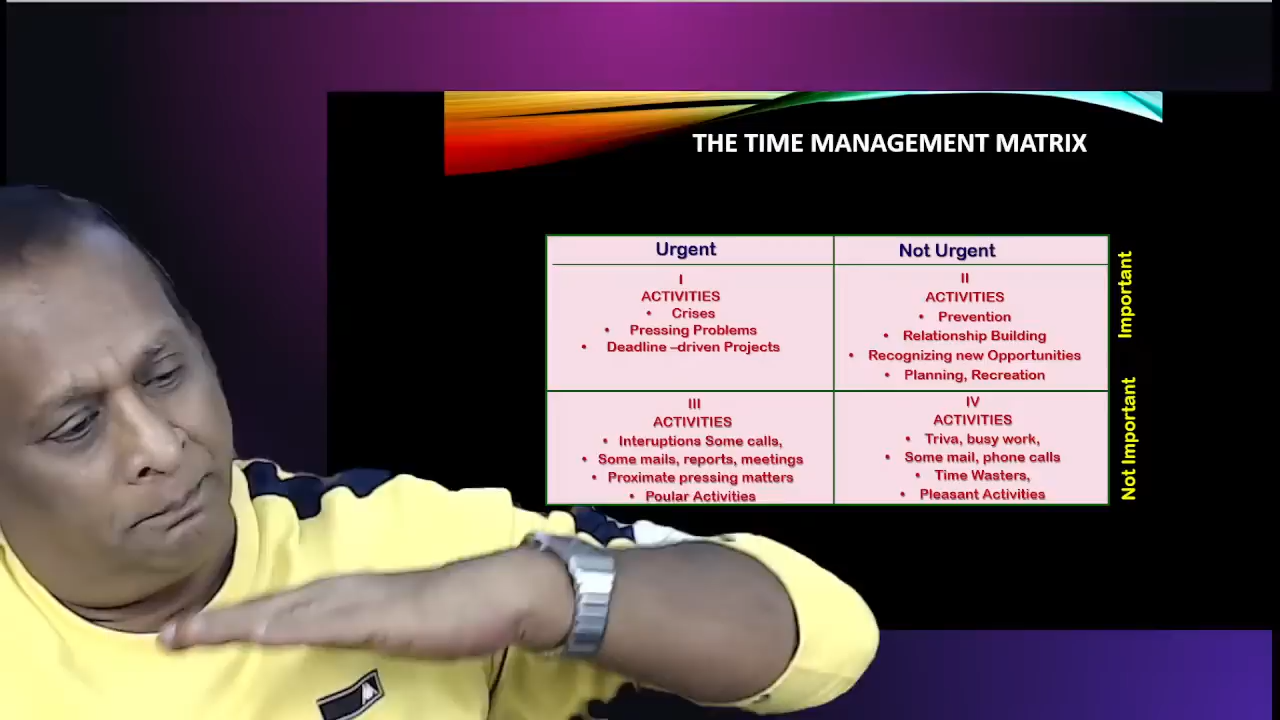 THE TIME MANAGEMENT MATRIX
Urgent
Not Urgent
I
ACTIVITIES
• Crises
• Pressing Problems
• Deadline –driven Projects
II
ACTIVITIES
• Prevention
• Relationship Building
• Recognizing new Opportunities
• Planning, Recreation
Important
III
ACTIVITIES
• Interuptions Some calls,
• Some mails, reports, meetings
• Proximate pressing matters
• Poular Activities
IV
ACTIVITIES
• Triva, busy work,
• Some mail, phone calls
• Time Wasters,
• Pleasant Activities
Not Important